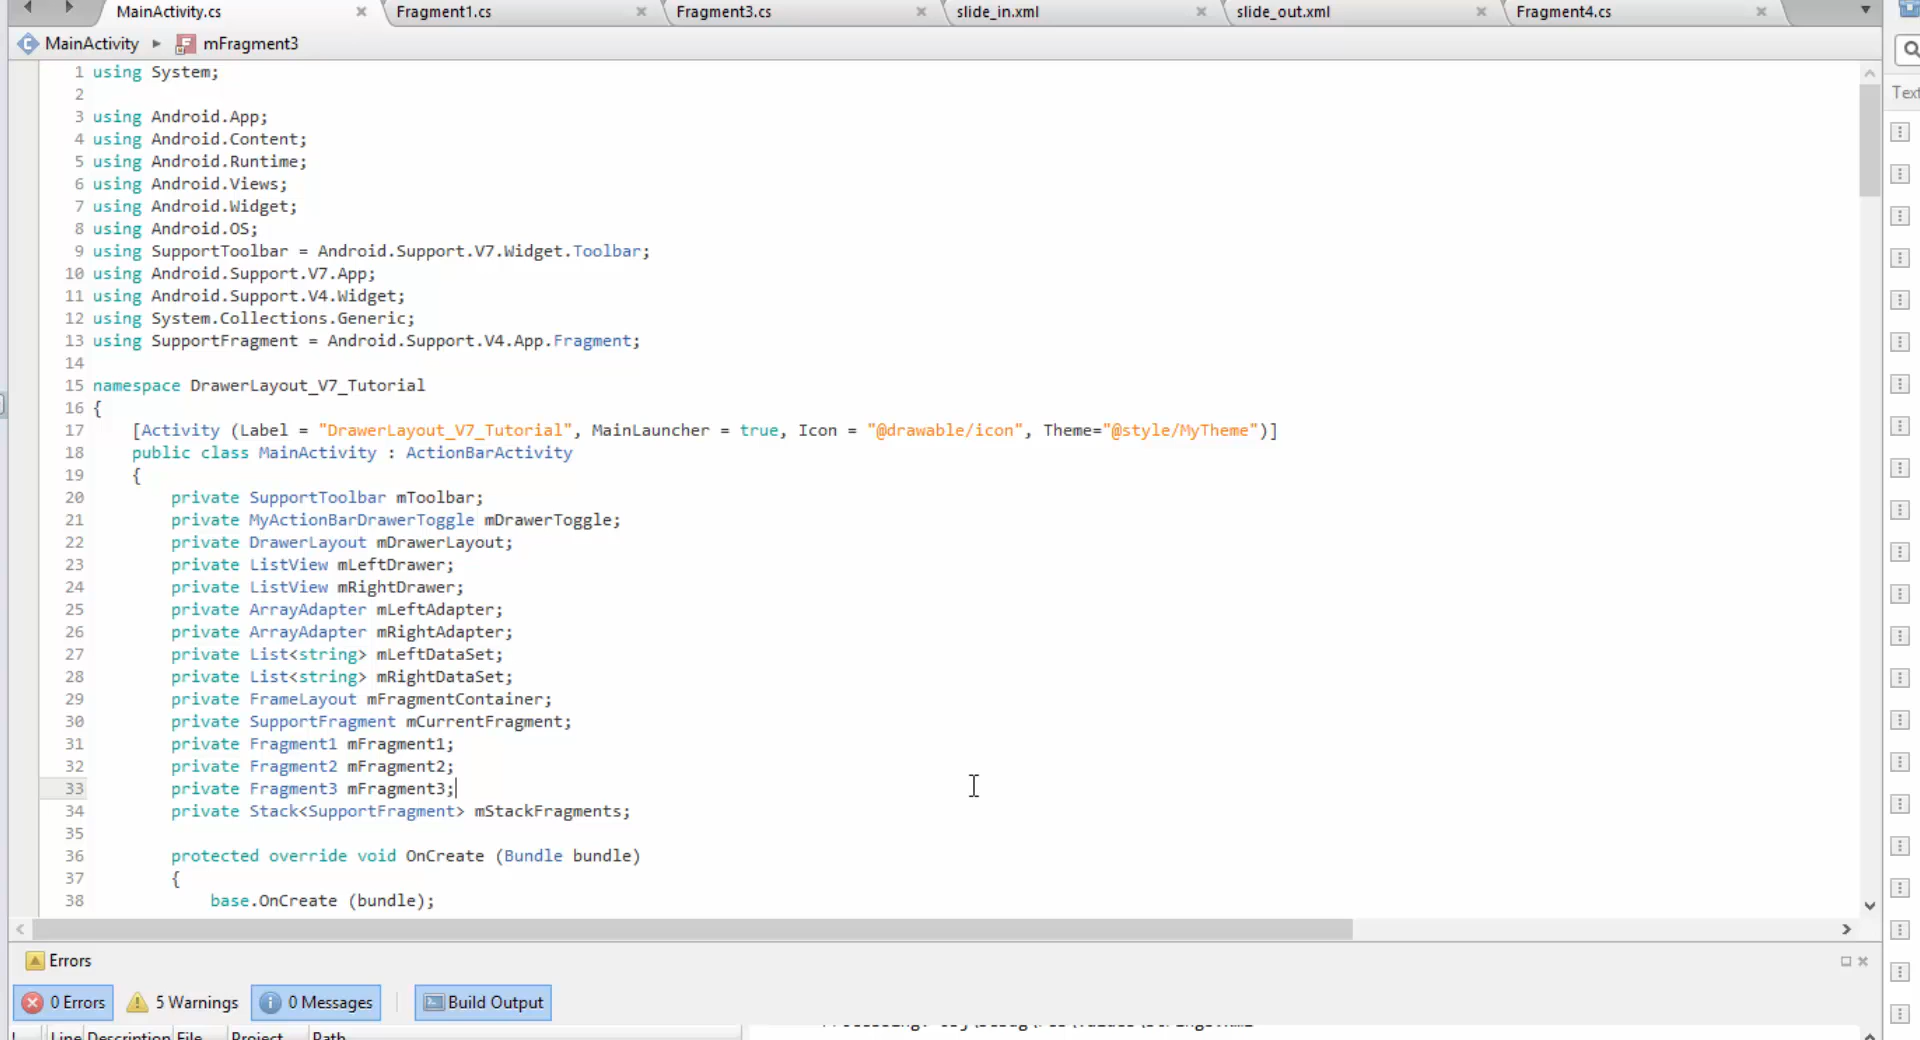 MainActivity.cs
Fragment1.cs
Fragment3.cs
slide_in.xml
slide_out.xml
Fragment4.cs
MainActivity
mFragment3
1 using System;
2
3 using Android.App;
4 using Android.Content;
5 using Android.Runtime;
6 using Android.Views;
7 using Android.Widget;
8 using Android.OS;
9 using SupportToolbar = Android.Support.V7.Widget.Toolbar;
10 using Android.Support.V7.App;
11 using Android.Support.V4.Widget;
12 using System.Collections.Generic;
13 using SupportFragment = Android.Support.V4.App.Fragment;
14
15 namespace DrawerLayout_V7_Tutorial
16 {
17 [Activity (Label = "DrawerLayout_V7_Tutorial", MainLauncher = true, Icon = "@drawable/icon", Theme="@style/MyTheme")]
18 public class MainActivity : ActionBarActivity
19 {
20 private SupportToolbar mToolbar;
21 private MyActionBarDrawerToggle mDrawerToggle;
22 private DrawerLayout mDrawerLayout;
23 private ListView mLeftDrawer;
24 private ListView mRightDrawer;
25 private ArrayAdapter mLeftAdapter;
26 private ArrayAdapter mRightAdapter;
27 private List<string> mLeftDataSet;
28 private List<string> mRightDataSet;
29 private FrameLayout mFragmentContainer;
30 private SupportFragment mCurrentFragment;
31 private Fragment1 mFragment1;
32 private Fragment2 mFragment2;
33 private Fragment3 mFragment3;
34 private Stack<SupportFragment> mStackFragments;
35
36 protected override void OnCreate (Bundle bundle)
37 {
38 base.OnCreate (bundle);
Text
Errors
0 Errors
5 Warnings
0 Messages
Build Output
Line
Description
File
Project
Path